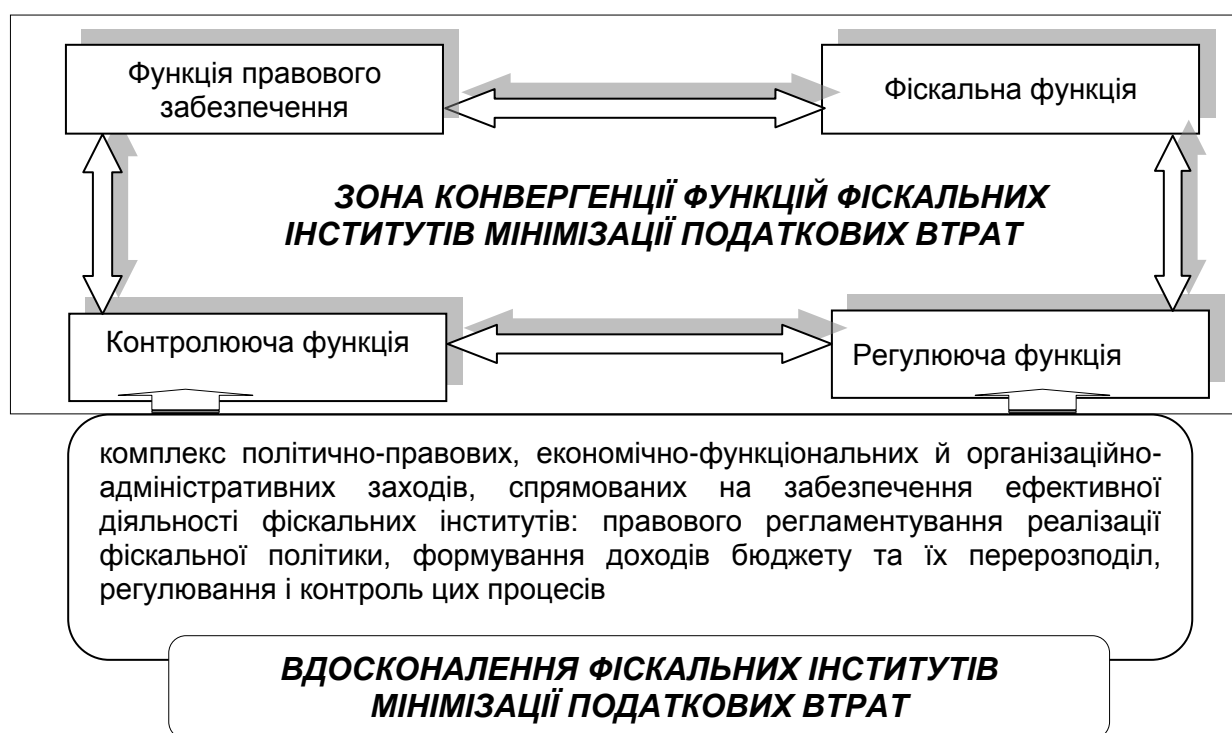 Функція правового
забезпечення
Фіскальна функція
ЗОНА КОНВЕРГЕНЦІЇ ФУНКЦІЙ ФІСКАЛЬНИХ
ІНСТИТУТІВ МІНІМІЗАЦІЇ ПОДАТКОВИХ ВТРАТ
Контролююча функція
Регулююча функція
комплекс політично-правових, економічно-функціональних й організаційно-
адміністративних заходів, спрямованих на забезпечення ефективної
діяльності фіскальних інститутів: правового регламентування реалізації
фіскальної політики, формування доходів бюджету та їх перерозподіл,
регулювання і контроль цих процесів
ВДОСКОНАЛЕННЯ ФІСКАЛЬНИХ ІНСТИТУТІВ
МІНІМІЗАЦІЇ ПОДАТКОВИХ ВТРАТ